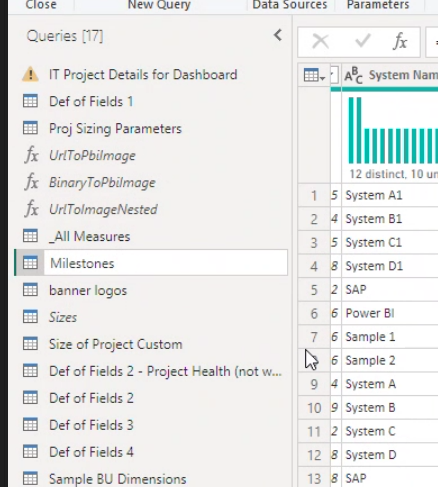 Close New Query Data Sources Parameters
Queries [17]
fx
IT Project Details for Dashboard
Def of Fields 1
Proj Sizing Parameters
fx UrlToPbiImage
fx BinaryToPbiImage
fx UrlToImageNested
_All Measures
Milestones
banner logos
Sizes
Size of Project Custom
Def of Fields 2 - Project Health (not w...
Def of Fields 2
Def of Fields 3
Def of Fields 4
Sample BU Dimensions
ABC System Nam
12 distinct, 10 un
1 5 System A1
2 4 System B1
3 5 System C1
4 8 System D1
5 2 SAP
6 6 Power BI
7 6 Sample 1
6 Sample 2
9 4 System A
10 9 System B
11 2 System C
12 8 System D
13 8 SAP